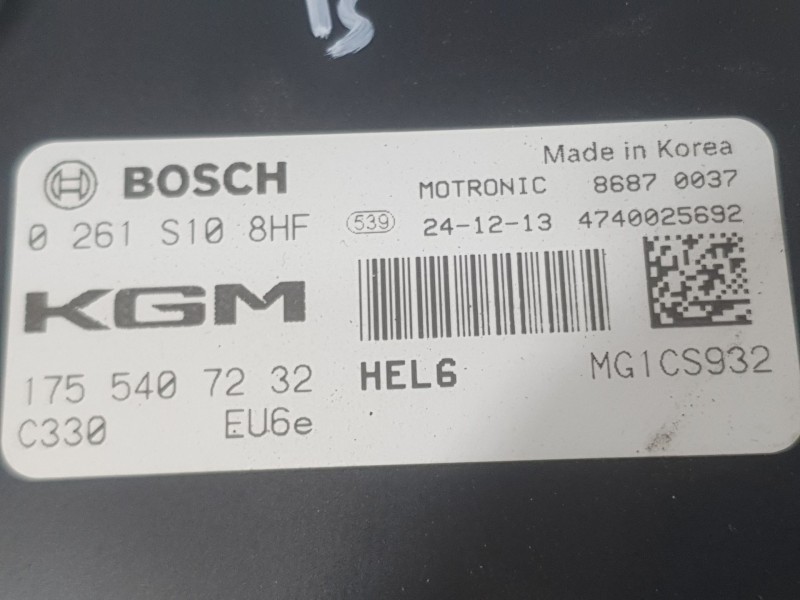 Made in Korea
BOSCH
MOTRONIC 8687 0037
0 261 S10 8HF 539 24-12-13 4740025692
KGM
175 540 72 32 HEL6 MG1CS932
C330 EU6e